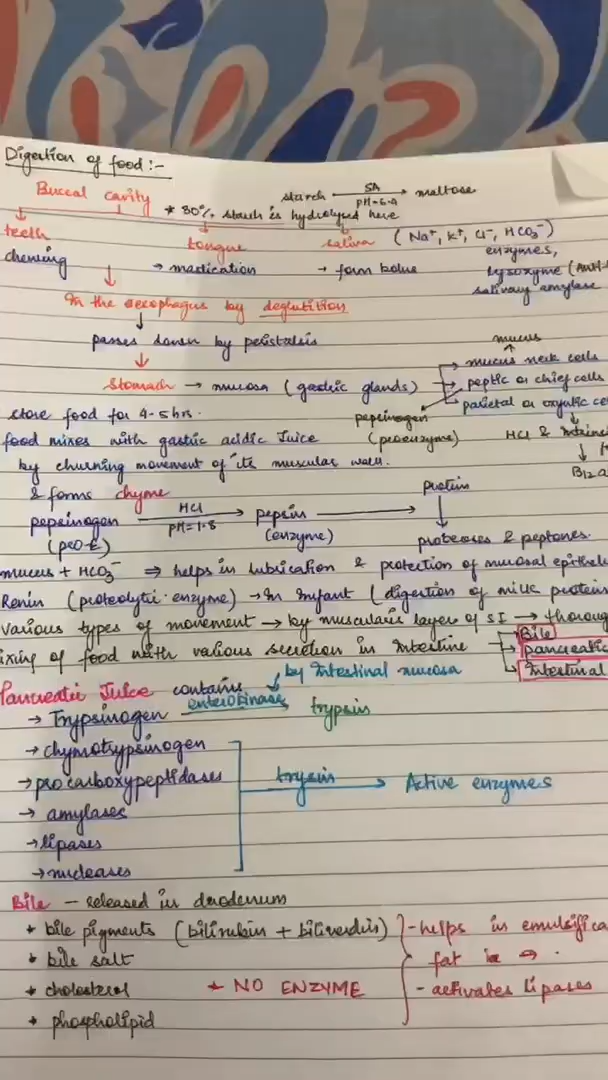 Digestion of food :-
Buccal cavity
starch SA pH=6.4 → maltose
* 30% starch is hydrolysed here
teeth tongue saliva (Na⁺, K⁺, Cl⁻, HCO₃⁻)
chewing → mastication → form bolus enzymes,
lysozyme
salivary amylase
In the oesophagus by deglutition
passes down by peristalsis
mucus
Stomach → mucosa (gastric glands) → mucus neck cells
→ peptic or chief cells
→ parietal or oxyntic
store food for 4-5 hrs. pepsinogen
food mixes with gastric acidic Juice (proenzyme) HCl &
by churning movement of its muscular wall. B12
& forms chyme protein
pepsinogen HCl pH=1.8 → pepsin →
(pro E) (enzyme) proteoses & peptones.
mucus + HCO₃⁻ ⇒ helps in lubrication & protection of mucosal
Renin (proteolytic enzyme) → In Infant (digestion of milk protein
Various types of movement → by muscularis layer of SI →
of food with various secretion in Intestine → Bile
→ pancreatic
→ Intestinal
by Intestinal mucosa
Pancreatic Juice contains
→ Trypsinogen enterokinase → trypsin
→ chymotrypsinogen
→ procarboxypeptidases trypsin → Active enzymes
→ amylases
→ lipases
→ nucleases
Bile – released in duodenum
* bile pigments (bilirubin + biliverdin) - helps in
* bile salt fat
* cholesterol * NO ENZYME - activates lipases
* phospholipid